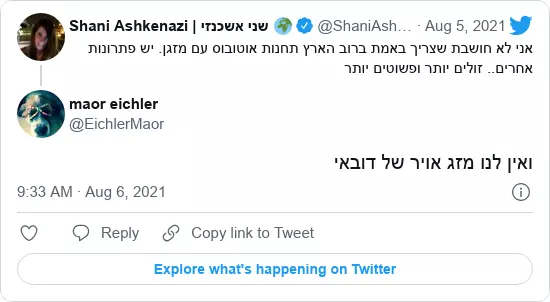 Shani Ashkenazi | שני אשכנזי 🌍 @ShaniAsh... · Aug 5, 2021
אני לא חושבת שצריך באמת ברוב הארץ תחנות אוטובוס עם מזגן. יש פתרונות
אחרים.. זולים יותר ופשוטים יותר
maor eichler
@EichlerMaor
ואין לנו מזג אויר של דובאי
9:33 AM · Aug 6, 2021
Reply
Copy link to Tweet
Explore what's happening on Twitter